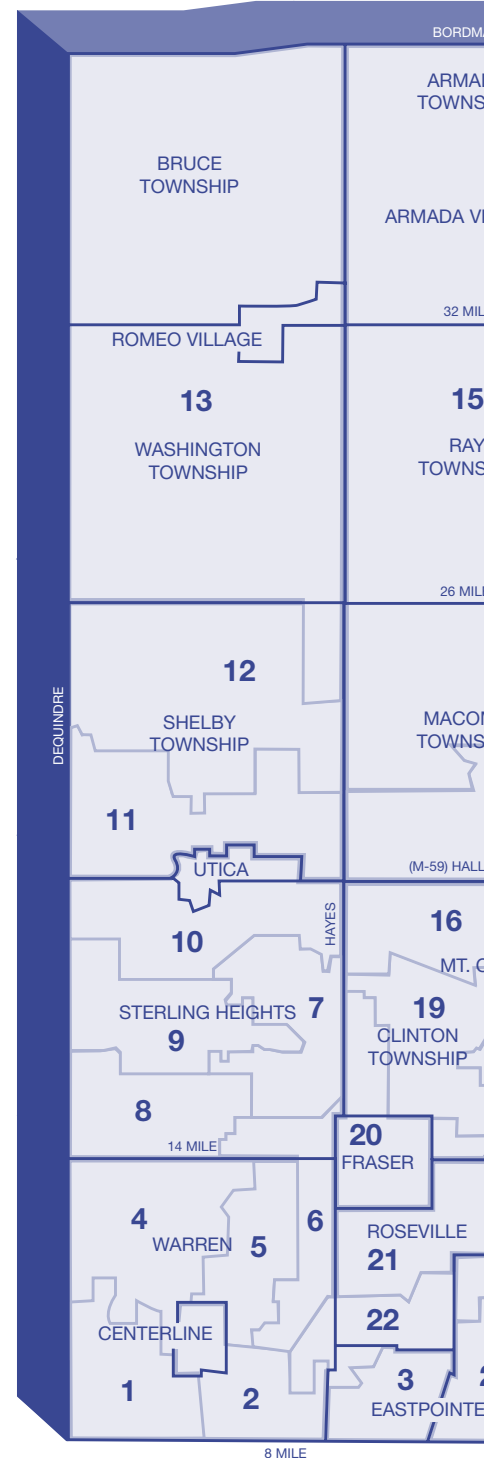 BORDMA
ARMA
TOWNS
BRUCE
TOWNSHIP
ARMADA VI
32 MIL
ROMEO VILLAGE
13
15
WASHINGTON
TOWNSHIP
RAY
TOWNS
26 MIL
12
DEQUINDRE
SHELBY
TOWNSHIP
MACO
TOWNS
11
UTICA
(M-59) HALL
HAYES
16
10
MT. C
STERLING HEIGHTS
7
19
9
CLINTON
TOWNSHIP
8
14 MILE
20
FRASER
4
6
WARREN
5
ROSEVILLE
21
CENTERLINE
22
1
2
3
2
EASTPOINTE
8 MILE